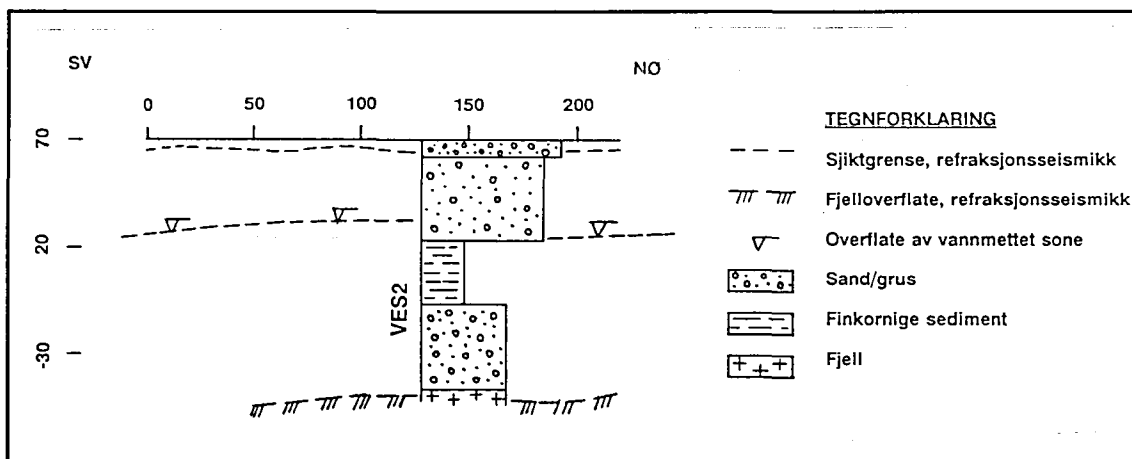 SV
NØ
0 50 100 150 200
70
20
-30
VES2
TEGNFORKLARING
Sjiktgrense, refraksjonsseismikk
Fjelloverflate, refraksjonsseismikk
Overflate av vannmettet sone
Sand/grus
Finkornige sediment
Fjell